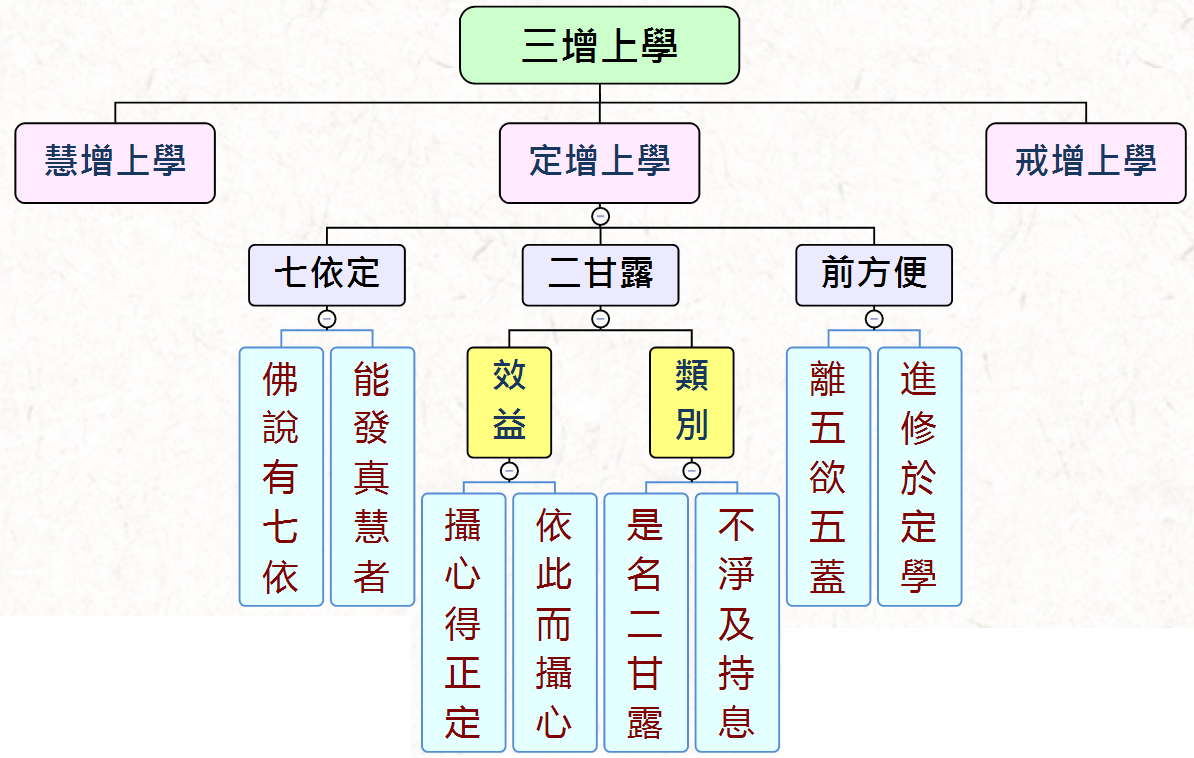 三增上學
戒增上學
定增上學
慧增上學
前方便
二甘露
七依定
進修於定學
離五欲五蓋
類別
不淨及持息
是名二甘露
效益
依此而攝心
攝心得正定
能發真慧者
佛說有七依